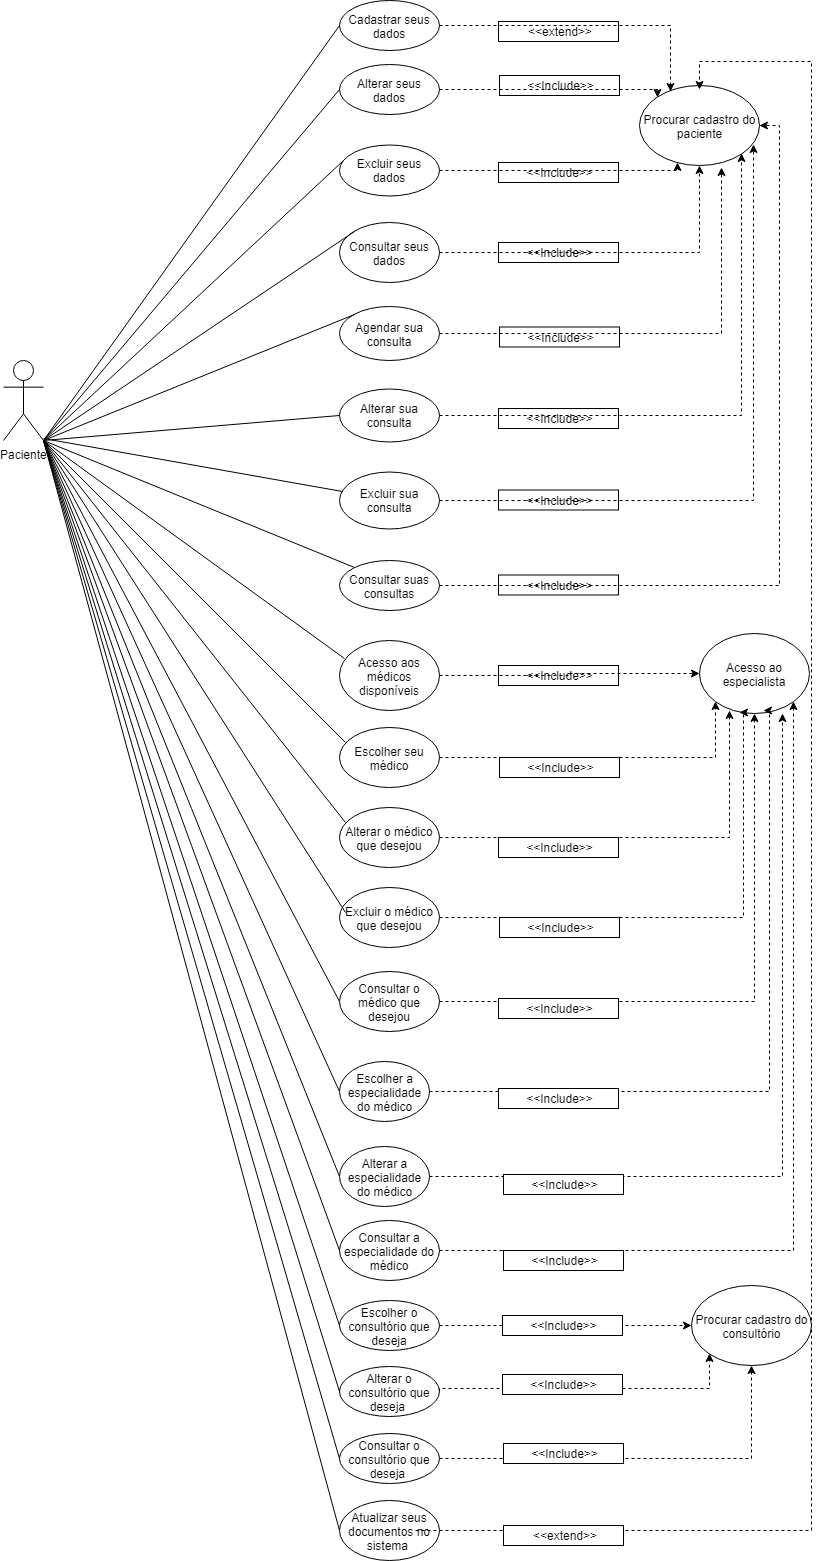 Cadastrar seus
dados
<<extend>>
Alterar seus
dados
<<Include>>
Procurar cadastro do
paciente
Excluir seus
dados
<<Include>>
Consultar seus
dados
<<Include>>
Agendar sua
consulta
<<Include>>
Alterar sua
consulta
<<Include>>
Paciente
Excluir sua
consulta
<<Include>>
Consultar suas
consultas
<<Include>>
Acesso aos
médicos
disponíveis
<<Include>>
Acesso ao
especialista
Escolher seu
médico
<<Include>>
Alterar o médico
que desejou
<<Include>>
Excluir o médico
que desejou
<<Include>>
Consultar o
médico que
desejou
<<Include>>
Escolher a
especialidade
do médico
<<Include>>
Alterar a
especialidade
do médico
<<Include>>
Consultar a
especialidade do
médico
<<Include>>
Escolher o
consultório que
deseja
<<Include>>
Procurar cadastro do
consultório
Alterar o
consultório que
deseja
<<Include>>
Consultar o
consultório que
deseja
<<Include>>
Atualizar seus
documentos no
sistema
<<extend>>